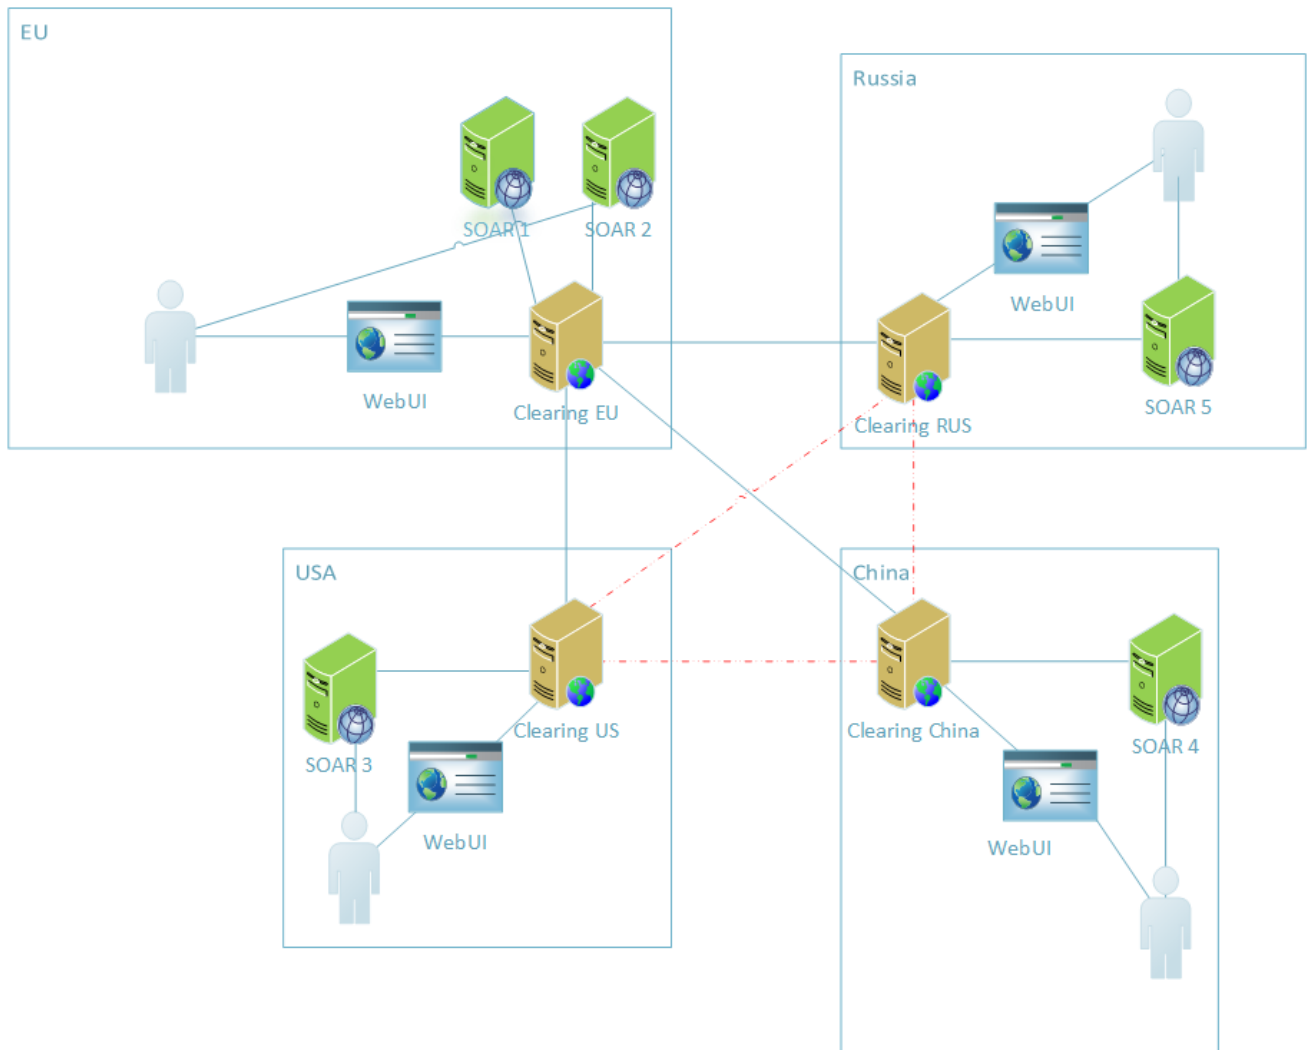 EU
Russia
SOAR 1
SOAR 2
WebUI
WebUI
Clearing EU
SOAR 5
Clearing RUS
USA
China
Clearing US
Clearing China
SOAR 4
SOAR 3
WebUI
WebUI